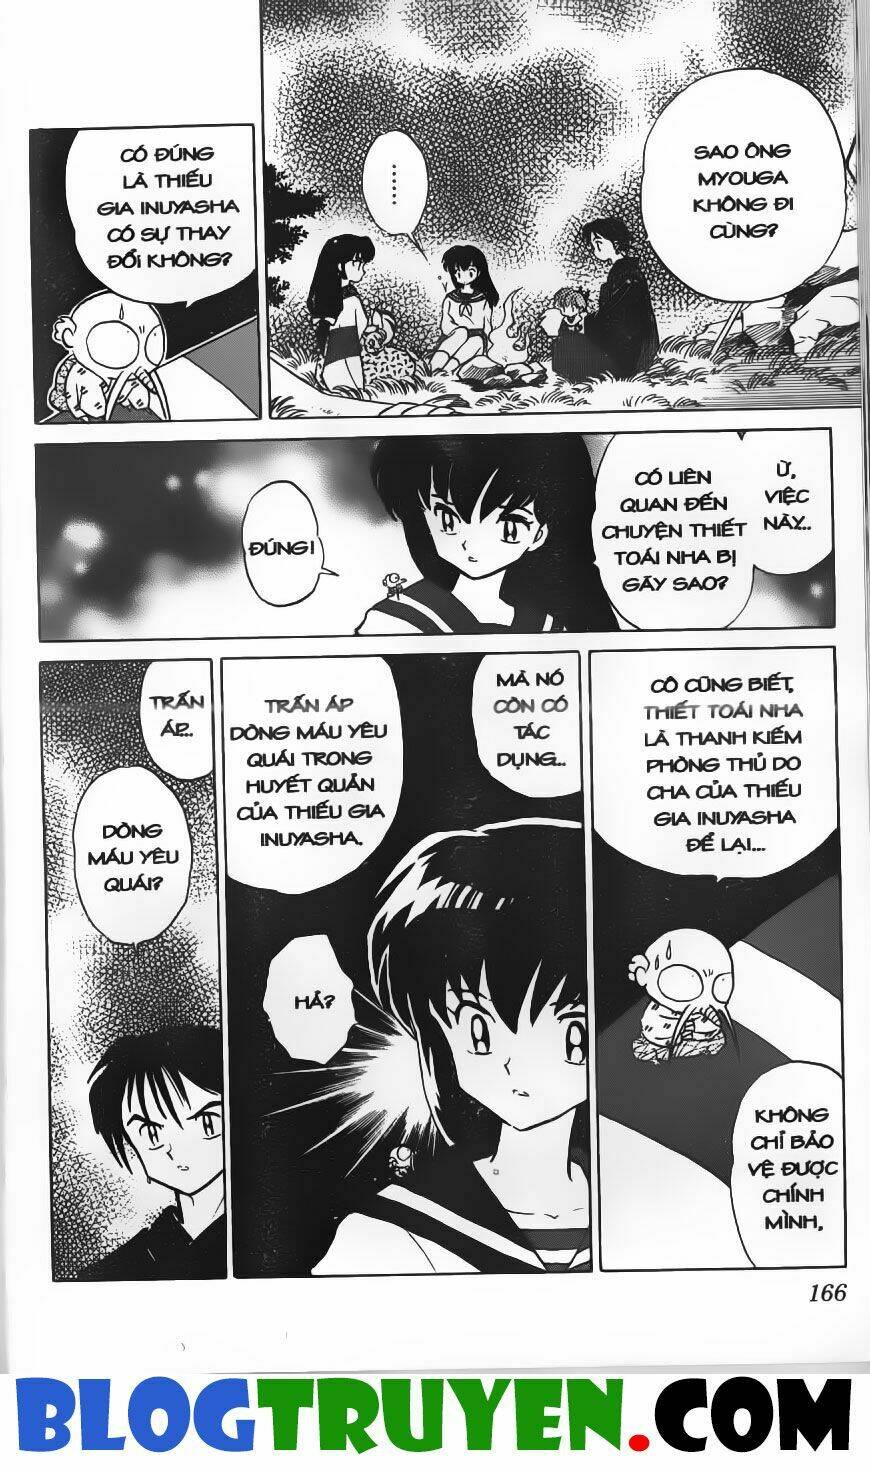 SAO ÔNG
MYOUGA
KHÔNG ĐI
CÙNG?
......
CÓ ĐÚNG
LÀ THIẾU
GIA INUYASHA
CÓ SỰ THAY
ĐỔI KHÔNG?
Ừ,
VIỆC
NÀY...
CÓ LIÊN
QUAN ĐẾN
CHUYỆN THIẾT
TOÁI NHA BỊ
GÃY SAO?
ĐÚNG!
CÔ CŨNG BIẾT,
THIẾT TOÁI NHA
LÀ THANH KIẾM
PHÒNG THỦ DO
CHA CỦA THIẾU
GIA INUYASHA
ĐỂ LẠI...
KHÔNG
CHỈ BẢO
VỆ ĐƯỢC
CHÍNH
MÌNH,
MÀ NÓ
CÒN CÓ
TÁC
DỤNG...
TRẤN ÁP
DÒNG MÁU YÊU
QUÁI TRONG
HUYẾT QUẢN
CỦA THIẾU GIA
INUYASHA.
HẢ?
TRẤN
ÁP...
DÒNG
MÁU YÊU
QUÁI?
166
BLOGTRUYEN.COM